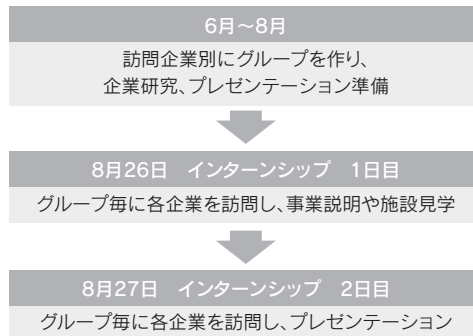 6月〜8月
訪問企業別にグループを作り、
企業研究、プレゼンテーション準備
8月26日　インターンシップ　1日目
グループ毎に各企業を訪問し、事業説明や施設見学
8月27日　インターンシップ　2日目
グループ毎に各企業を訪問し、プレゼンテーション